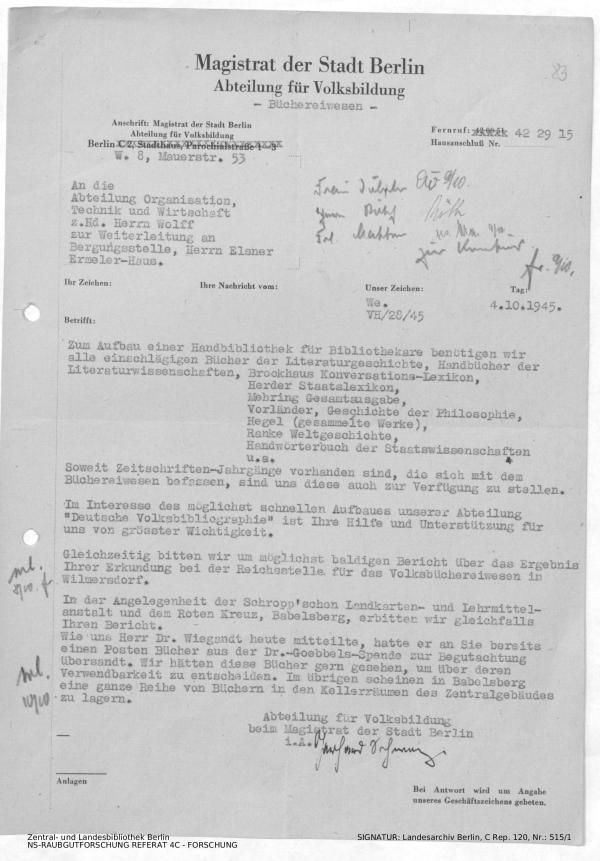 Magistrat der Stadt Berlin
Abteilung für Volksbildung
- Büchereiwesen -
83
Anschrift: Magistrat der Stadt Berlin
Abteilung für Volksbildung
Berlin C 2, Stadthaus, Parochialstraße 1-3
W. 8, Mauerstr. 53
Fernruf: 42 29 15
Hausanschluß Nr.
An die
Abteilung Organisation,
Technik und Wirtschaft
z.Hd. Herrn Wolff
zur Weiterleitung an
Bergungsstelle, Herrn Elsner
Ermeler-Haus.
Ihr Zeichen:
Ihre Nachricht vom:
Unser Zeichen:
Tag:
We.
VH/28/45
4.10.1945.
Betrifft:
Zum Aufbau einer Handbibliothek für Bibliothekare benötigen wir
alle einschlägigen Bücher der Literaturgeschichte, Handbücher der
Literaturwissenschaften, Brockhaus Konversations-Lexikon,
Herder Staatslexikon,
Mehring Gesamtausgabe,
Vorländer, Geschichte der Philosophie,
Hegel (gesammelte Werke),
Ranke Weltgeschichte,
Handwörterbuch der Staatswissenschaften
u.a.
Soweit Zeitschriften-Jahrgänge vorhanden sind, die sich mit dem
Büchereiwesen befassen, sind uns diese auch zur Verfügung zu stellen.
Im Interesse des möglichst schnellen Aufbaues unserer Abteilung
"Deutsche Volksbibliographie" ist Ihre Hilfe und Unterstützung für
uns von grösster Wichtigkeit.
Gleichzeitig bitten wir um möglichst baldigen Bericht über das Ergebnis
Ihrer Erkundung bei der Reichsstelle für das Volksbüchereiwesen in
Wilmersdorf.
In der Angelegenheit der Schropp'schen Landkarten- und Lehrmittel-
anstalt und dem Roten Kreuz, Babelsberg, erbitten wir gleichfalls
Ihren Bericht.
Wie uns Herr Dr. Wiegandt heute mitteilte, hatte er an Sie bereits
einen Posten Bücher aus der Dr.-Goebbels-Spende zur Begutachtung
übersandt. Wir hätten diese Bücher gern gesehen, um über deren
Verwendbarkeit zu entscheiden. Im übrigen scheinen in Babelsberg
eine ganze Reihe von Büchern in den Kellerräumen des Zentralgebäudes
zu lagern.
Abteilung für Volksbildung
beim Magistrat der Stadt Berlin
i.A.
Anlagen
Bei Antwort wird um Angabe
unseres Geschäftszeichens gebeten.
Zentral- und Landesbibliothek Berlin
NS-RAUBGUTFORSCHUNG REFERAT 4C - FORSCHUNG
SIGNATUR: Landesarchiv Berlin, C Rep. 120, Nr.: 515/1